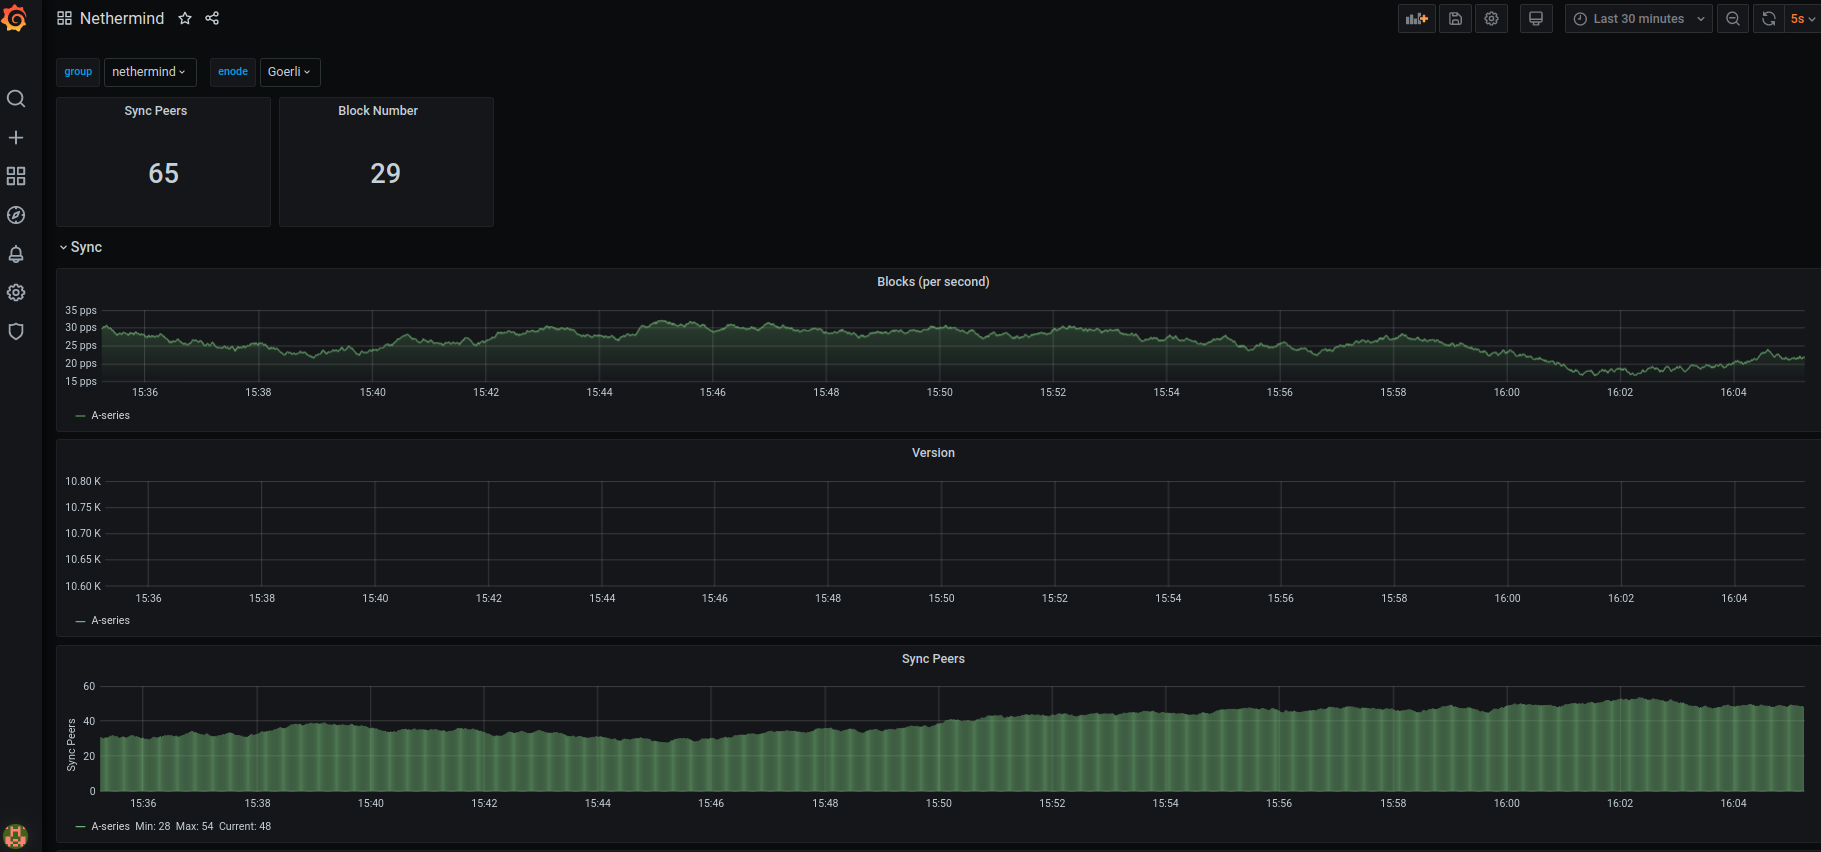 Nethermind
Last 30 minutes
5s
group nethermind enode Goerli
Sync Peers
65
Block Number
29
Sync
Blocks (per second)
35 pps
30 pps
25 pps
20 pps
15 pps
15:36 15:38 15:40 15:42 15:44 15:46 15:48 15:50 15:52 15:54 15:56 15:58 16:00 16:02 16:04
A-series
Version
10.80 K
10.75 K
10.70 K
10.65 K
10.60 K
15:36 15:38 15:40 15:42 15:44 15:46 15:48 15:50 15:52 15:54 15:56 15:58 16:00 16:02 16:04
A-series
Sync Peers
Sync Peers
60
40
20
0
15:36 15:38 15:40 15:42 15:44 15:46 15:48 15:50 15:52 15:54 15:56 15:58 16:00 16:02 16:04
A-series Min: 28 Max: 54 Current: 48